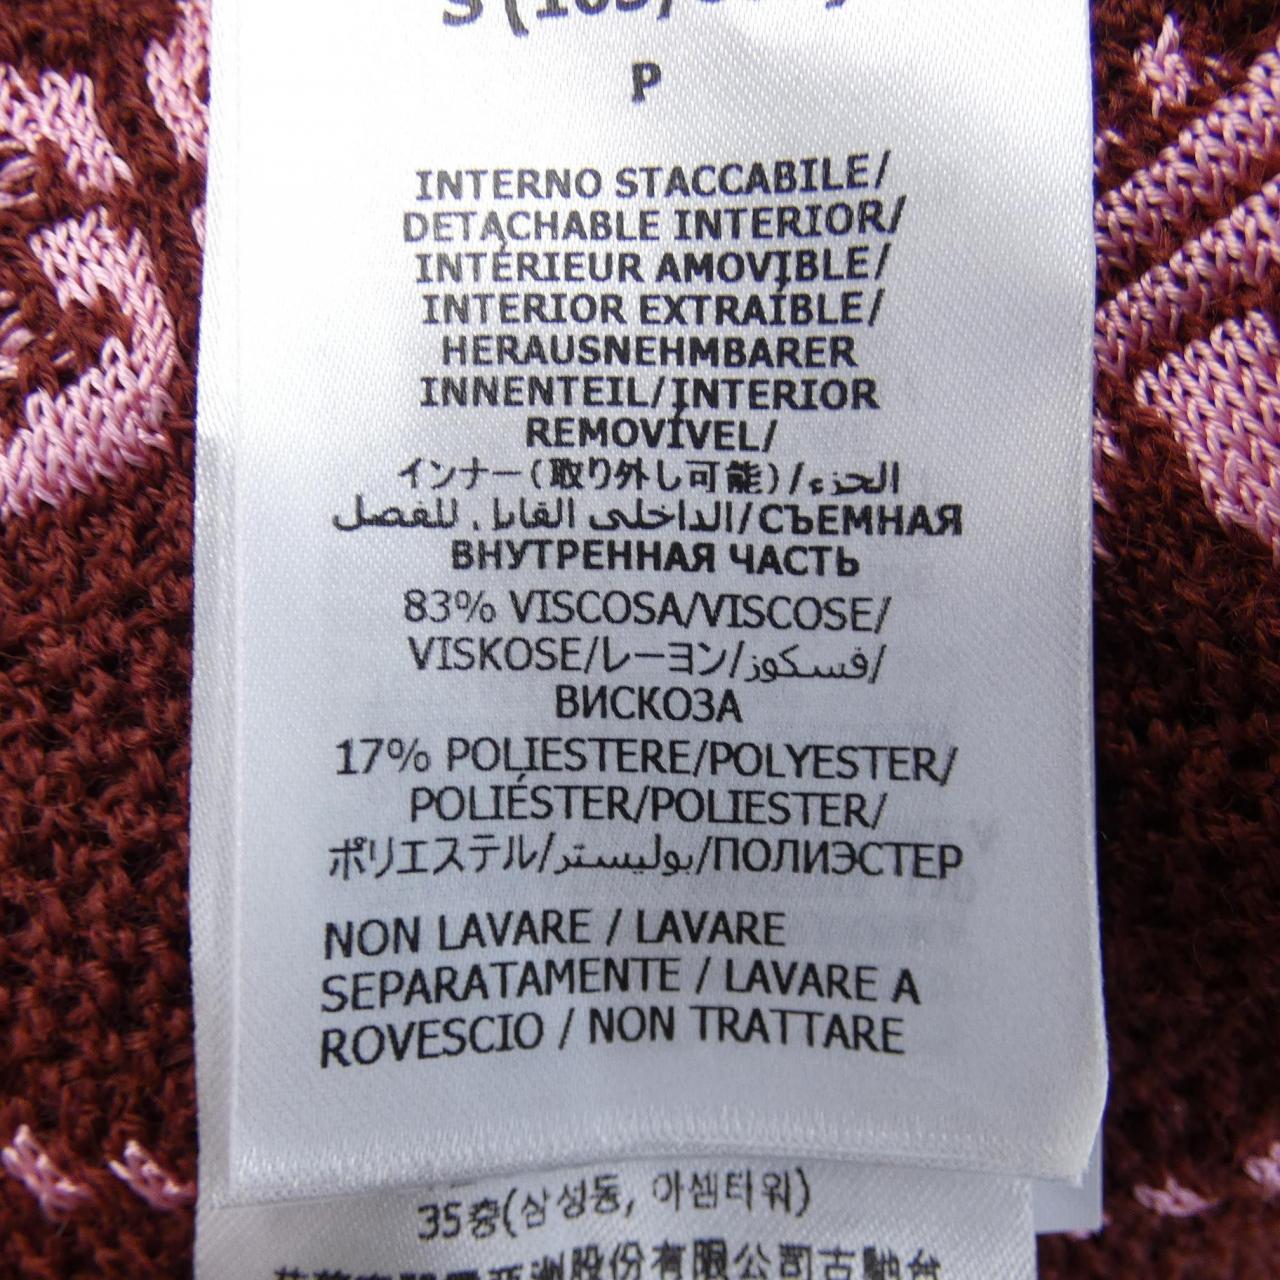 P
INTERNO STACCABILE/
DETACHABLE INTERIOR/
INTÉRIEUR AMOVIBLE/
INTERIOR EXTRAÍBLE/
HERAUSNEHMBARER
INNENTEIL/INTERIOR
REMOVÍVEL/
インナー(取り外し可能)/الجزء
الداخلي القابل للفصل/СЪЕМНАЯ
ВНУТРЕННАЯ ЧАСТЬ
83% VISCOSA/VISCOSE/
VISKOSE/レーヨン/فسكوز/
ВИСКОЗА
17% POLIESTERE/POLYESTER/
POLIÉSTER/POLIESTER/
ポリエステル/بوليستر/ПОЛИЭСТЕР
NON LAVARE / LAVARE
SEPARATAMENTE / LAVARE A
ROVESCIO / NON TRATTARE
35층(삼성동, 아셈타워)